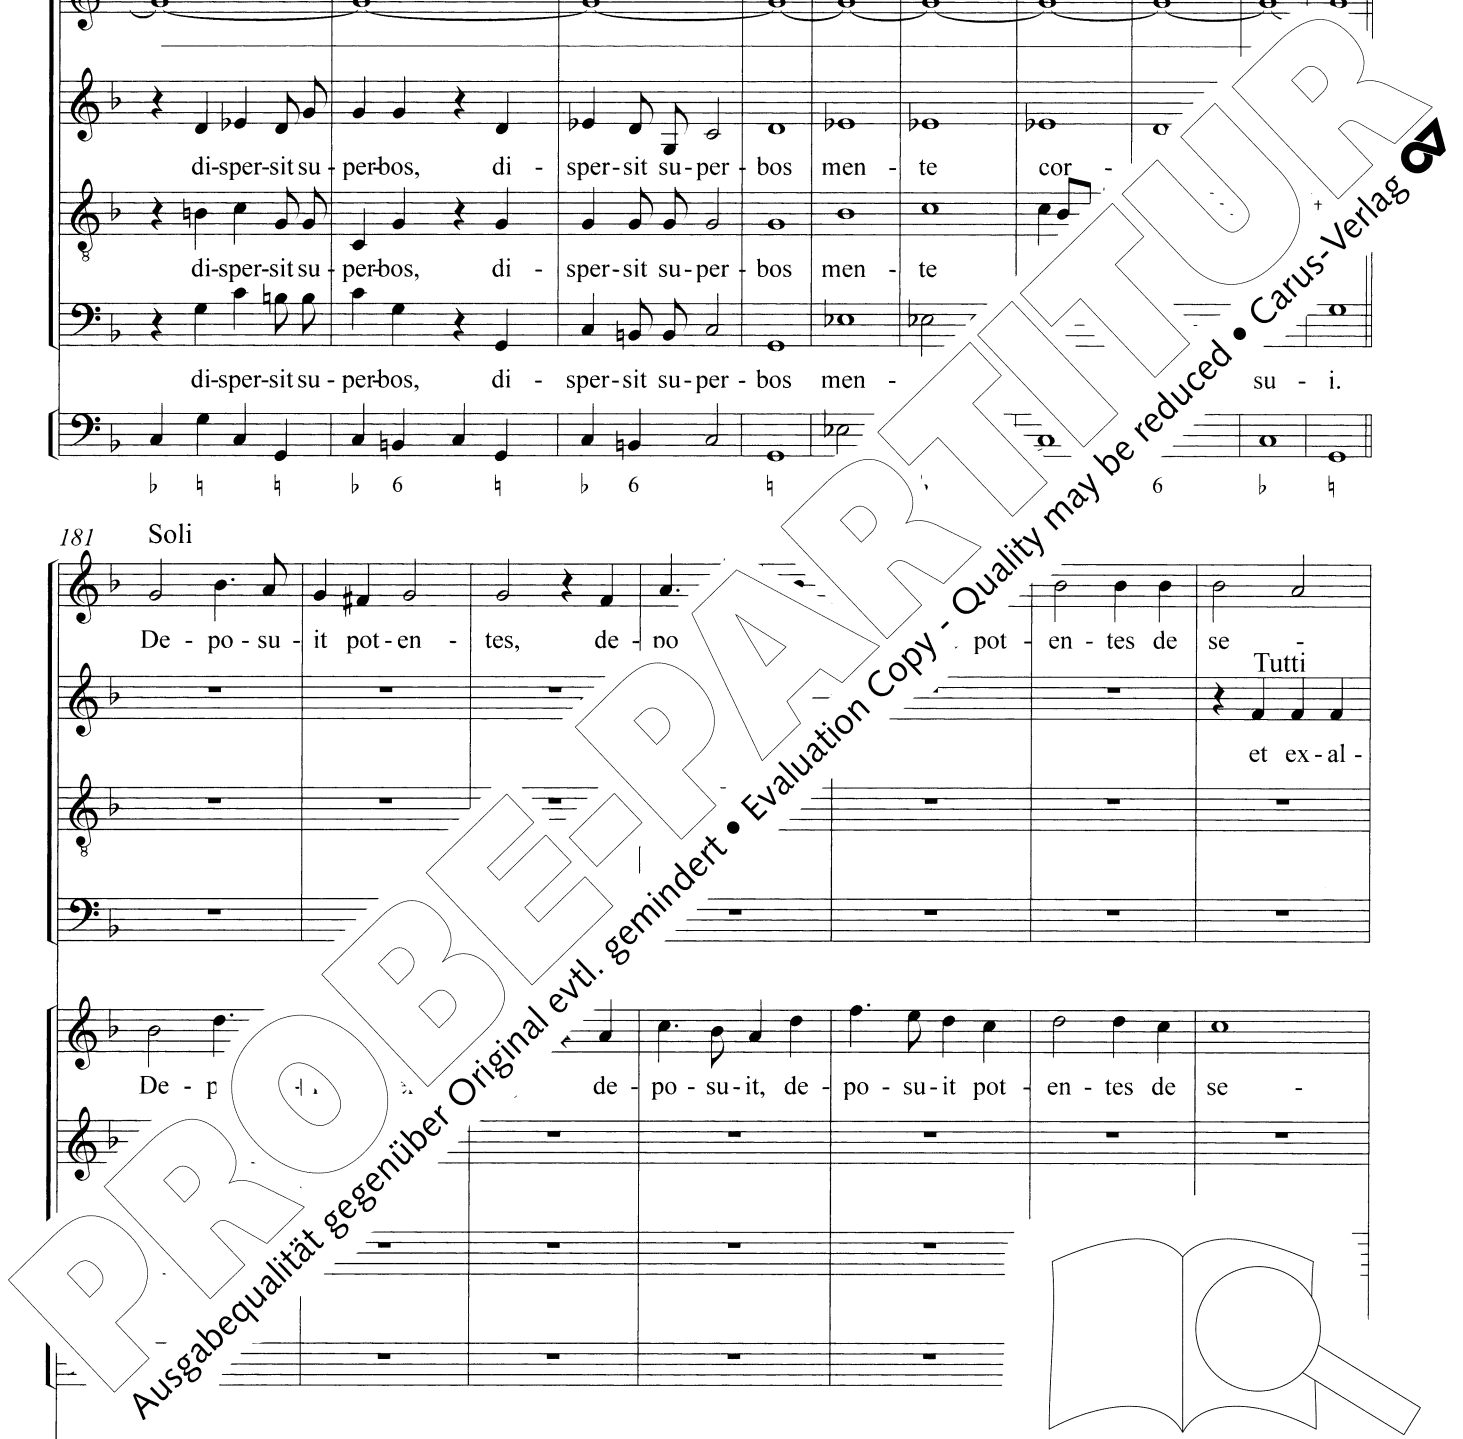 di-sper-sit su - per-bos, di - sper-sit su-per - bos men - te cor -
di-sper-sit su - per-bos, di - sper-sit su-per - bos men - te
di-sper-sit su - per-bos, di - sper-sit su-per - bos men - su - i.
6 6 6
181 Soli
De - po - su - it pot - en - tes, de - po pot - en - tes de se -
Tutti
et ex - al -
De - de - po - su - it, de - po - su - it pot - en - tes de se -
PROBE-PARTITUR
Ausgabequalität gegenüber Original evtl. gemindert • Evaluation Copy - Quality may be reduced • Carus-Verlag